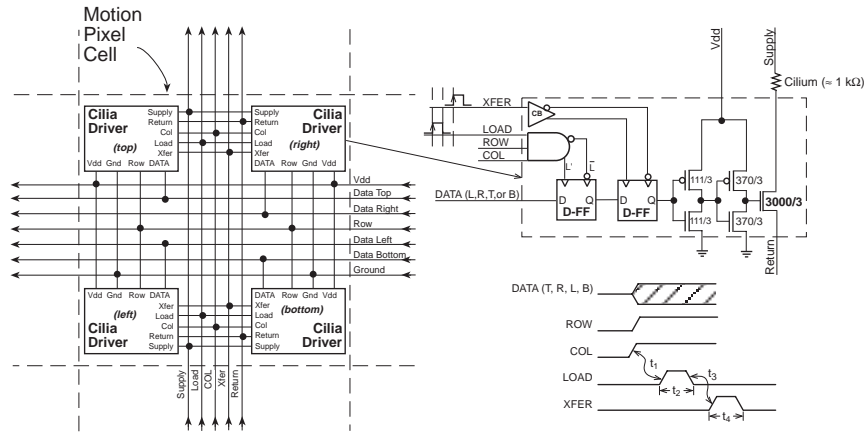 Motion
Pixel
Cell
Cilia
Driver
(top)
Supply
Return
Col
Load
Xfer
Vdd Gnd Row DATA
Supply
Return
Col
Load
Xfer
Cilia
Driver
(right)
DATA Row Gnd Vdd
Vdd
Data Top
Data Right
Row
Data Left
Data Bottom
Ground
Vdd Gnd Row DATA
(left)
Cilia
Driver
Xfer
Load
Col
Return
Supply
DATA Row Gnd Vdd
Xfer
Load
Col
Return
Supply
(bottom)
Cilia
Driver
Supply
Load
COL
Xfer
Return
XFER
LOAD
ROW
COL
CB
L'
L
DATA (L,R,T,or B)
D Q
D-FF
D Q
D-FF
111/3
111/3
370/3
370/3
3000/3
Vdd
Supply
Cilium (≈ 1 kΩ)
Return
DATA (T, R, L, B)
ROW
COL
LOAD
XFER
t1
t2
t3
t4